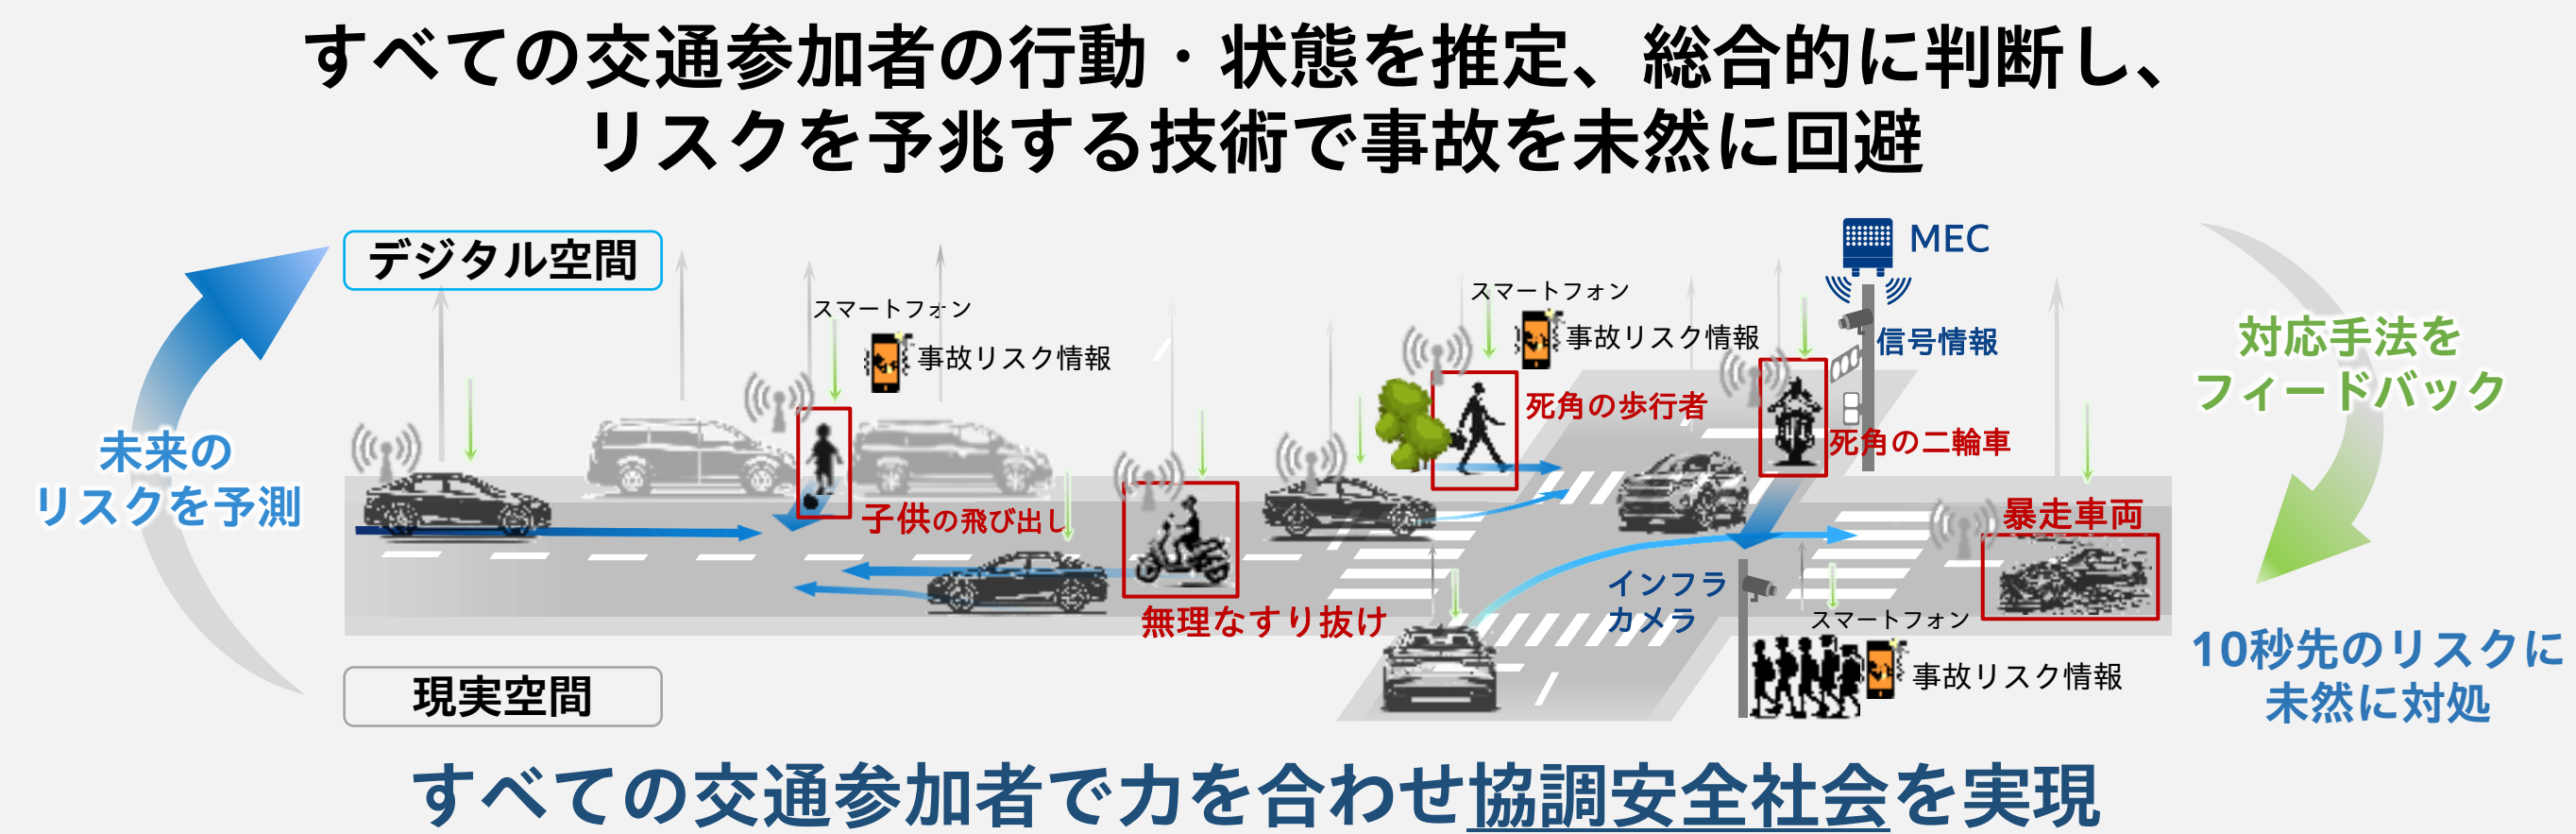 すべての交通参加者の行動・状態を推定、総合的に判断し、
リスクを予兆する技術で事故を未然に回避
デジタル空間
MEC
スマートフォン
事故リスク情報
スマートフォン
事故リスク情報
信号情報
対応手法を
フィードバック
未来の
リスクを予測
死角の歩行者
死角の二輪車
子供の飛び出し
暴走車両
無理なすり抜け
インフラ
カメラ
スマートフォン
事故リスク情報
10秒先のリスクに
未然に対処
現実空間
すべての交通参加者で力を合わせ協調安全社会を実現